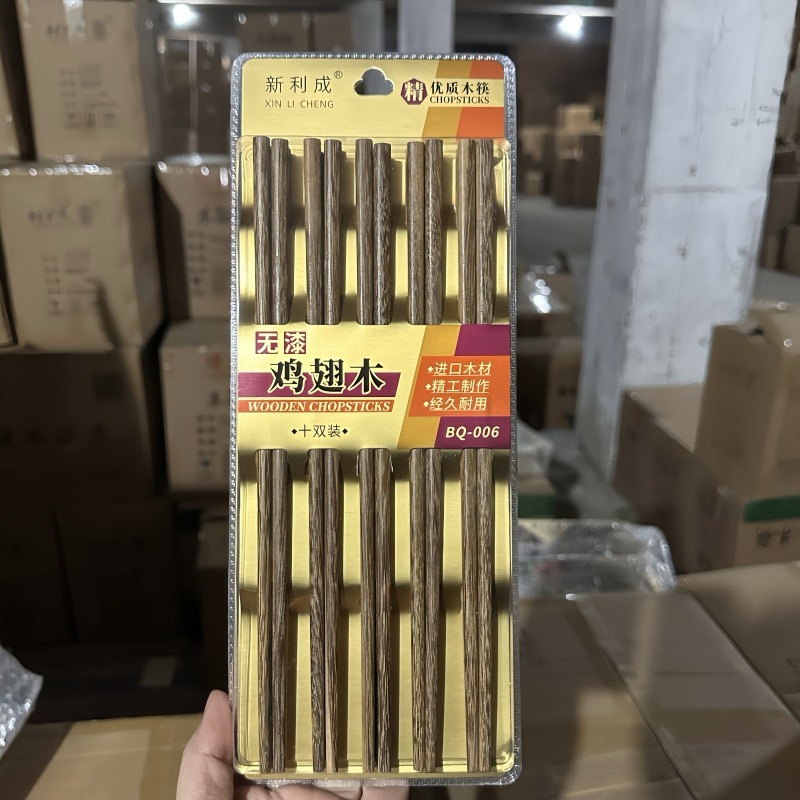 新利成®
XIN LI CHENG
精 优质木筷
CHOPSTICKS
无漆
鸡翅木
WOODEN CHOPSTICKS
◆十双装◆
◆进口木材
◆精工制作
◆经久耐用
BQ-006